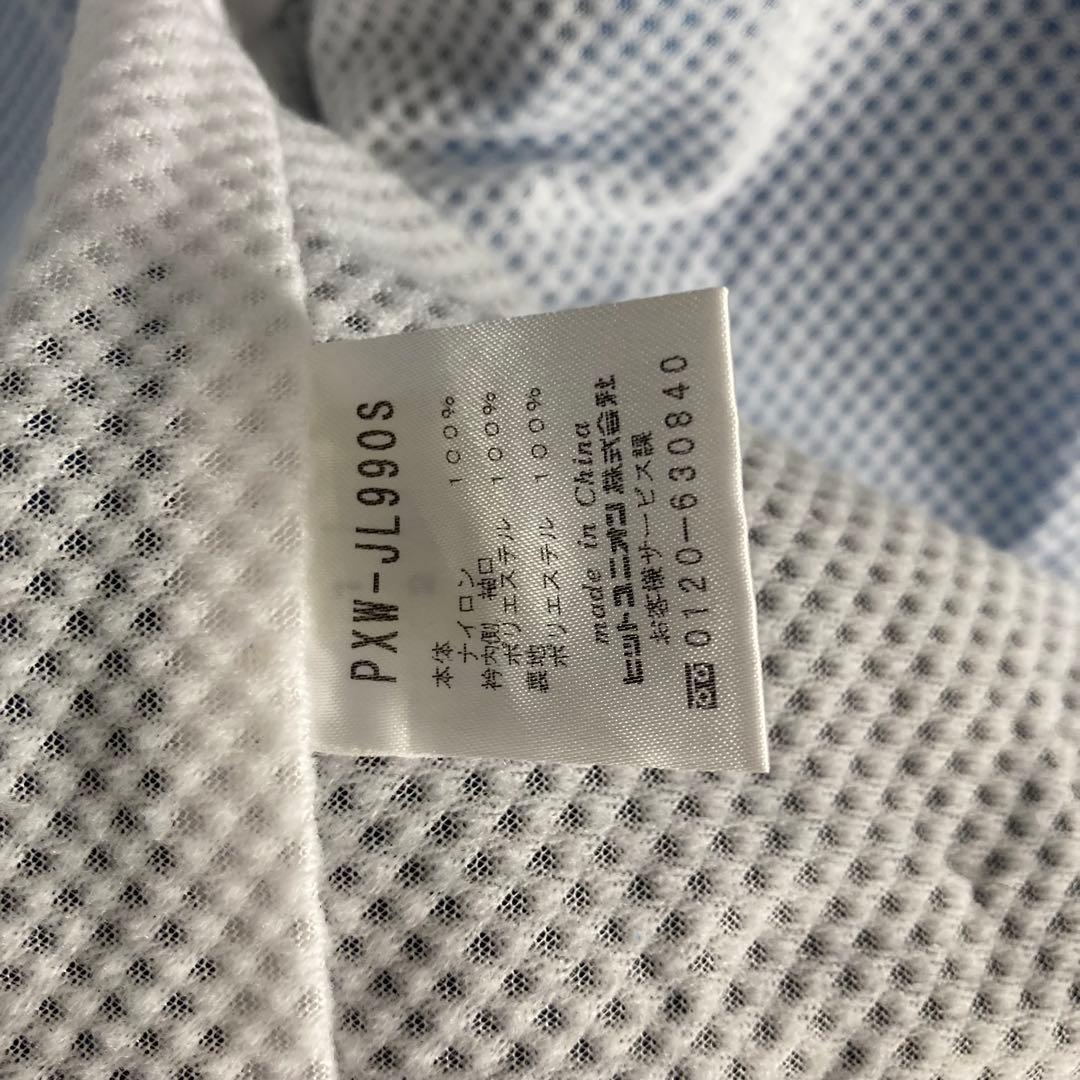 PXW-JL990S
本体
ナイロン 100%
衿内側 袖口
ポリエステル 100%
裏地
ポリエステル 100%
made in China
ヒットユニオン株式会社
お客様サービス課
0120-630840